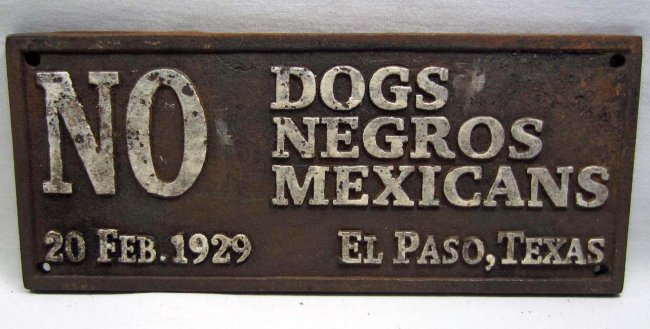 NO DOGS
NEGROS
MEXICANS
20 FEB. 1929 EL PASO, TEXAS